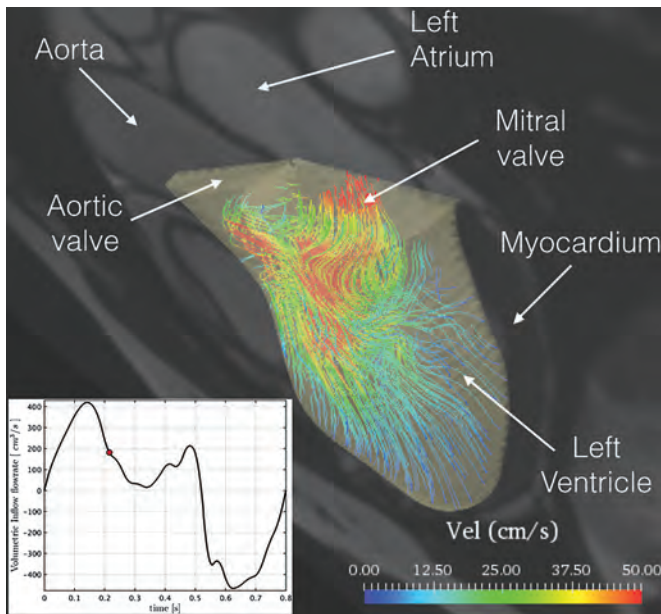 Left
Atrium
Aorta
Mitral
valve
Aortic
valve
Myocardium
Left
Ventricle
Vel (cm/s)
0.00 12.50 25.00 37.50 50.00
Volumetric Inflow flowrate [ cm³/s ]
400
300
200
100
0
-100
-200
-300
-400
0 0.1 0.2 0.3 0.4 0.5 0.6 0.7 0.8
time [s]